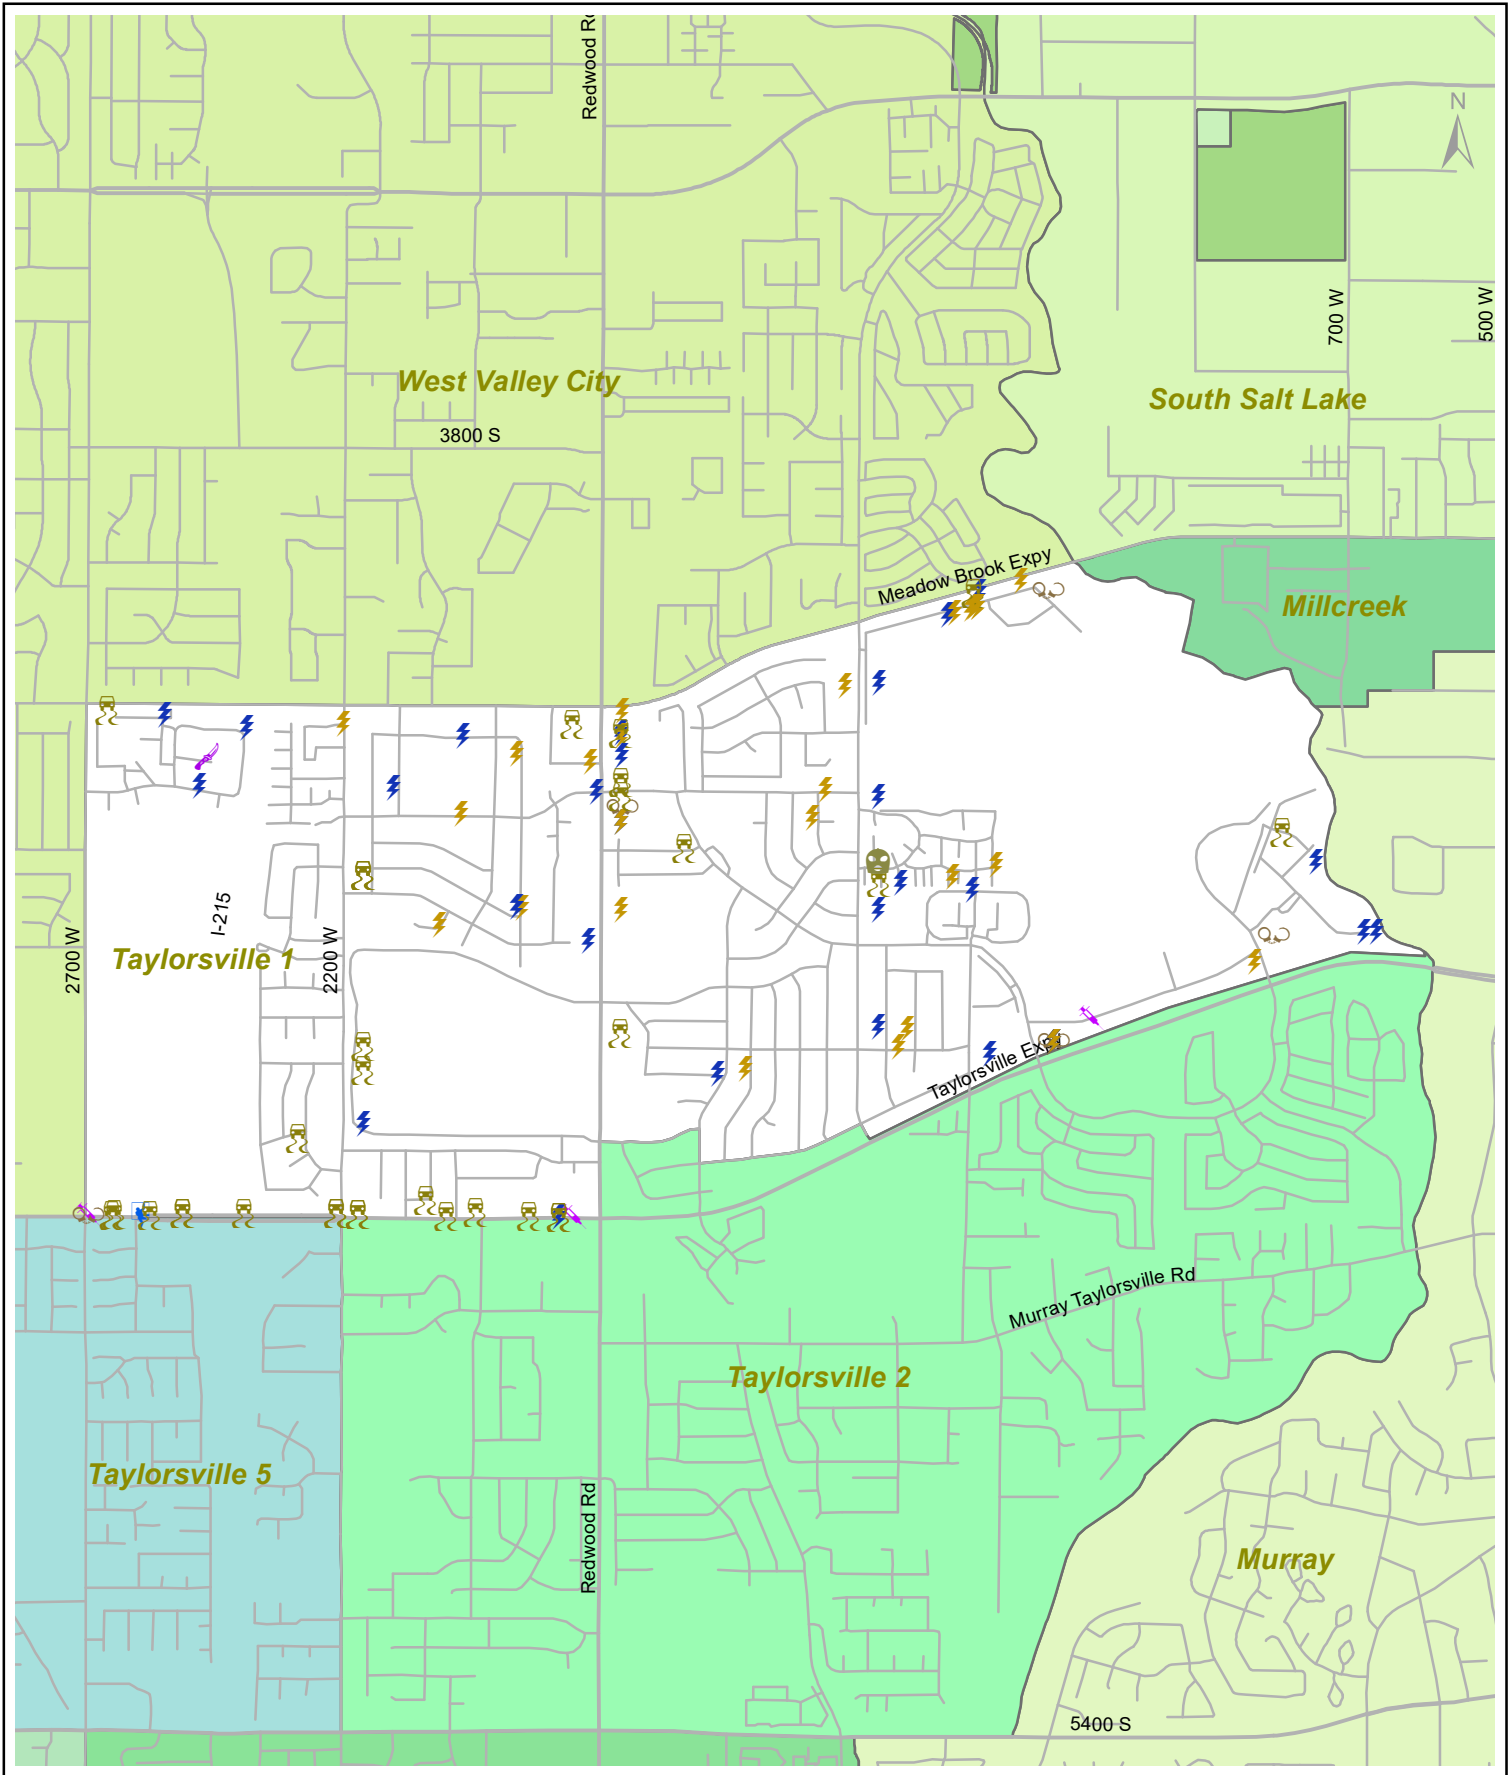 Redwood Rd
N
700 W
500 W
West Valley City
South Salt Lake
3800 S
Meadow Brook Expy
Millcreek
I-215
2700 W
Taylorsville 1
2200 W
Taylorsville Expy
Murray Taylorsville Rd
Taylorsville 2
Taylorsville 5
Redwood Rd
Murray
5400 S